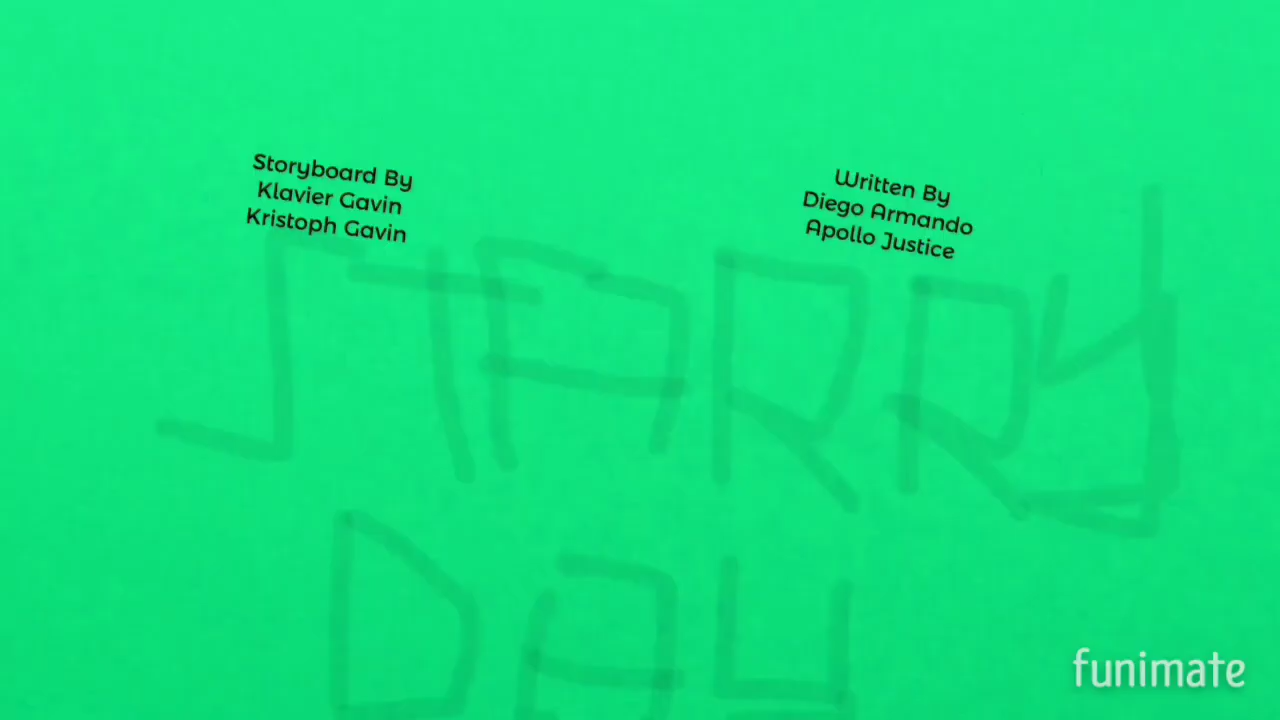 Storyboard By
Klavier Gavin
Kristoph Gavin
Written By
Diego Armando
Apollo Justice
STARRY
DAY
funimate